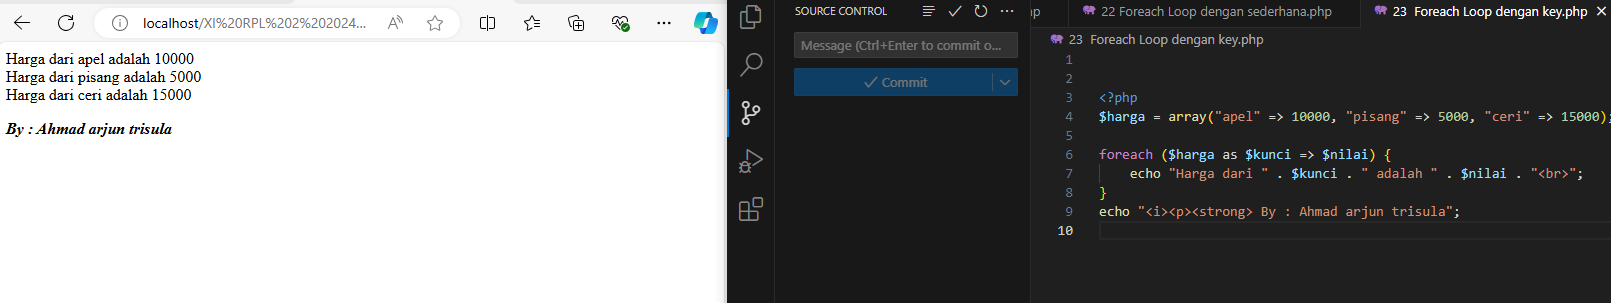 localhost/XI%20RPL%202%202024...
Harga dari apel adalah 10000
Harga dari pisang adalah 5000
Harga dari ceri adalah 15000
By : Ahmad arjun trisula
SOURCE CONTROL
Message (Ctrl+Enter to commit o...
Commit
22 Foreach Loop dengan sederhana.php
23 Foreach Loop dengan key.php
23 Foreach Loop dengan key.php
1
2
3 <?php
4 $harga = array("apel" => 10000, "pisang" => 5000, "ceri" => 15000);
5
6 foreach ($harga as $kunci => $nilai) {
7 echo "Harga dari " . $kunci . " adalah " . $nilai . "<br>";
8 }
9 echo "<i><p><strong> By : Ahmad arjun trisula";
10